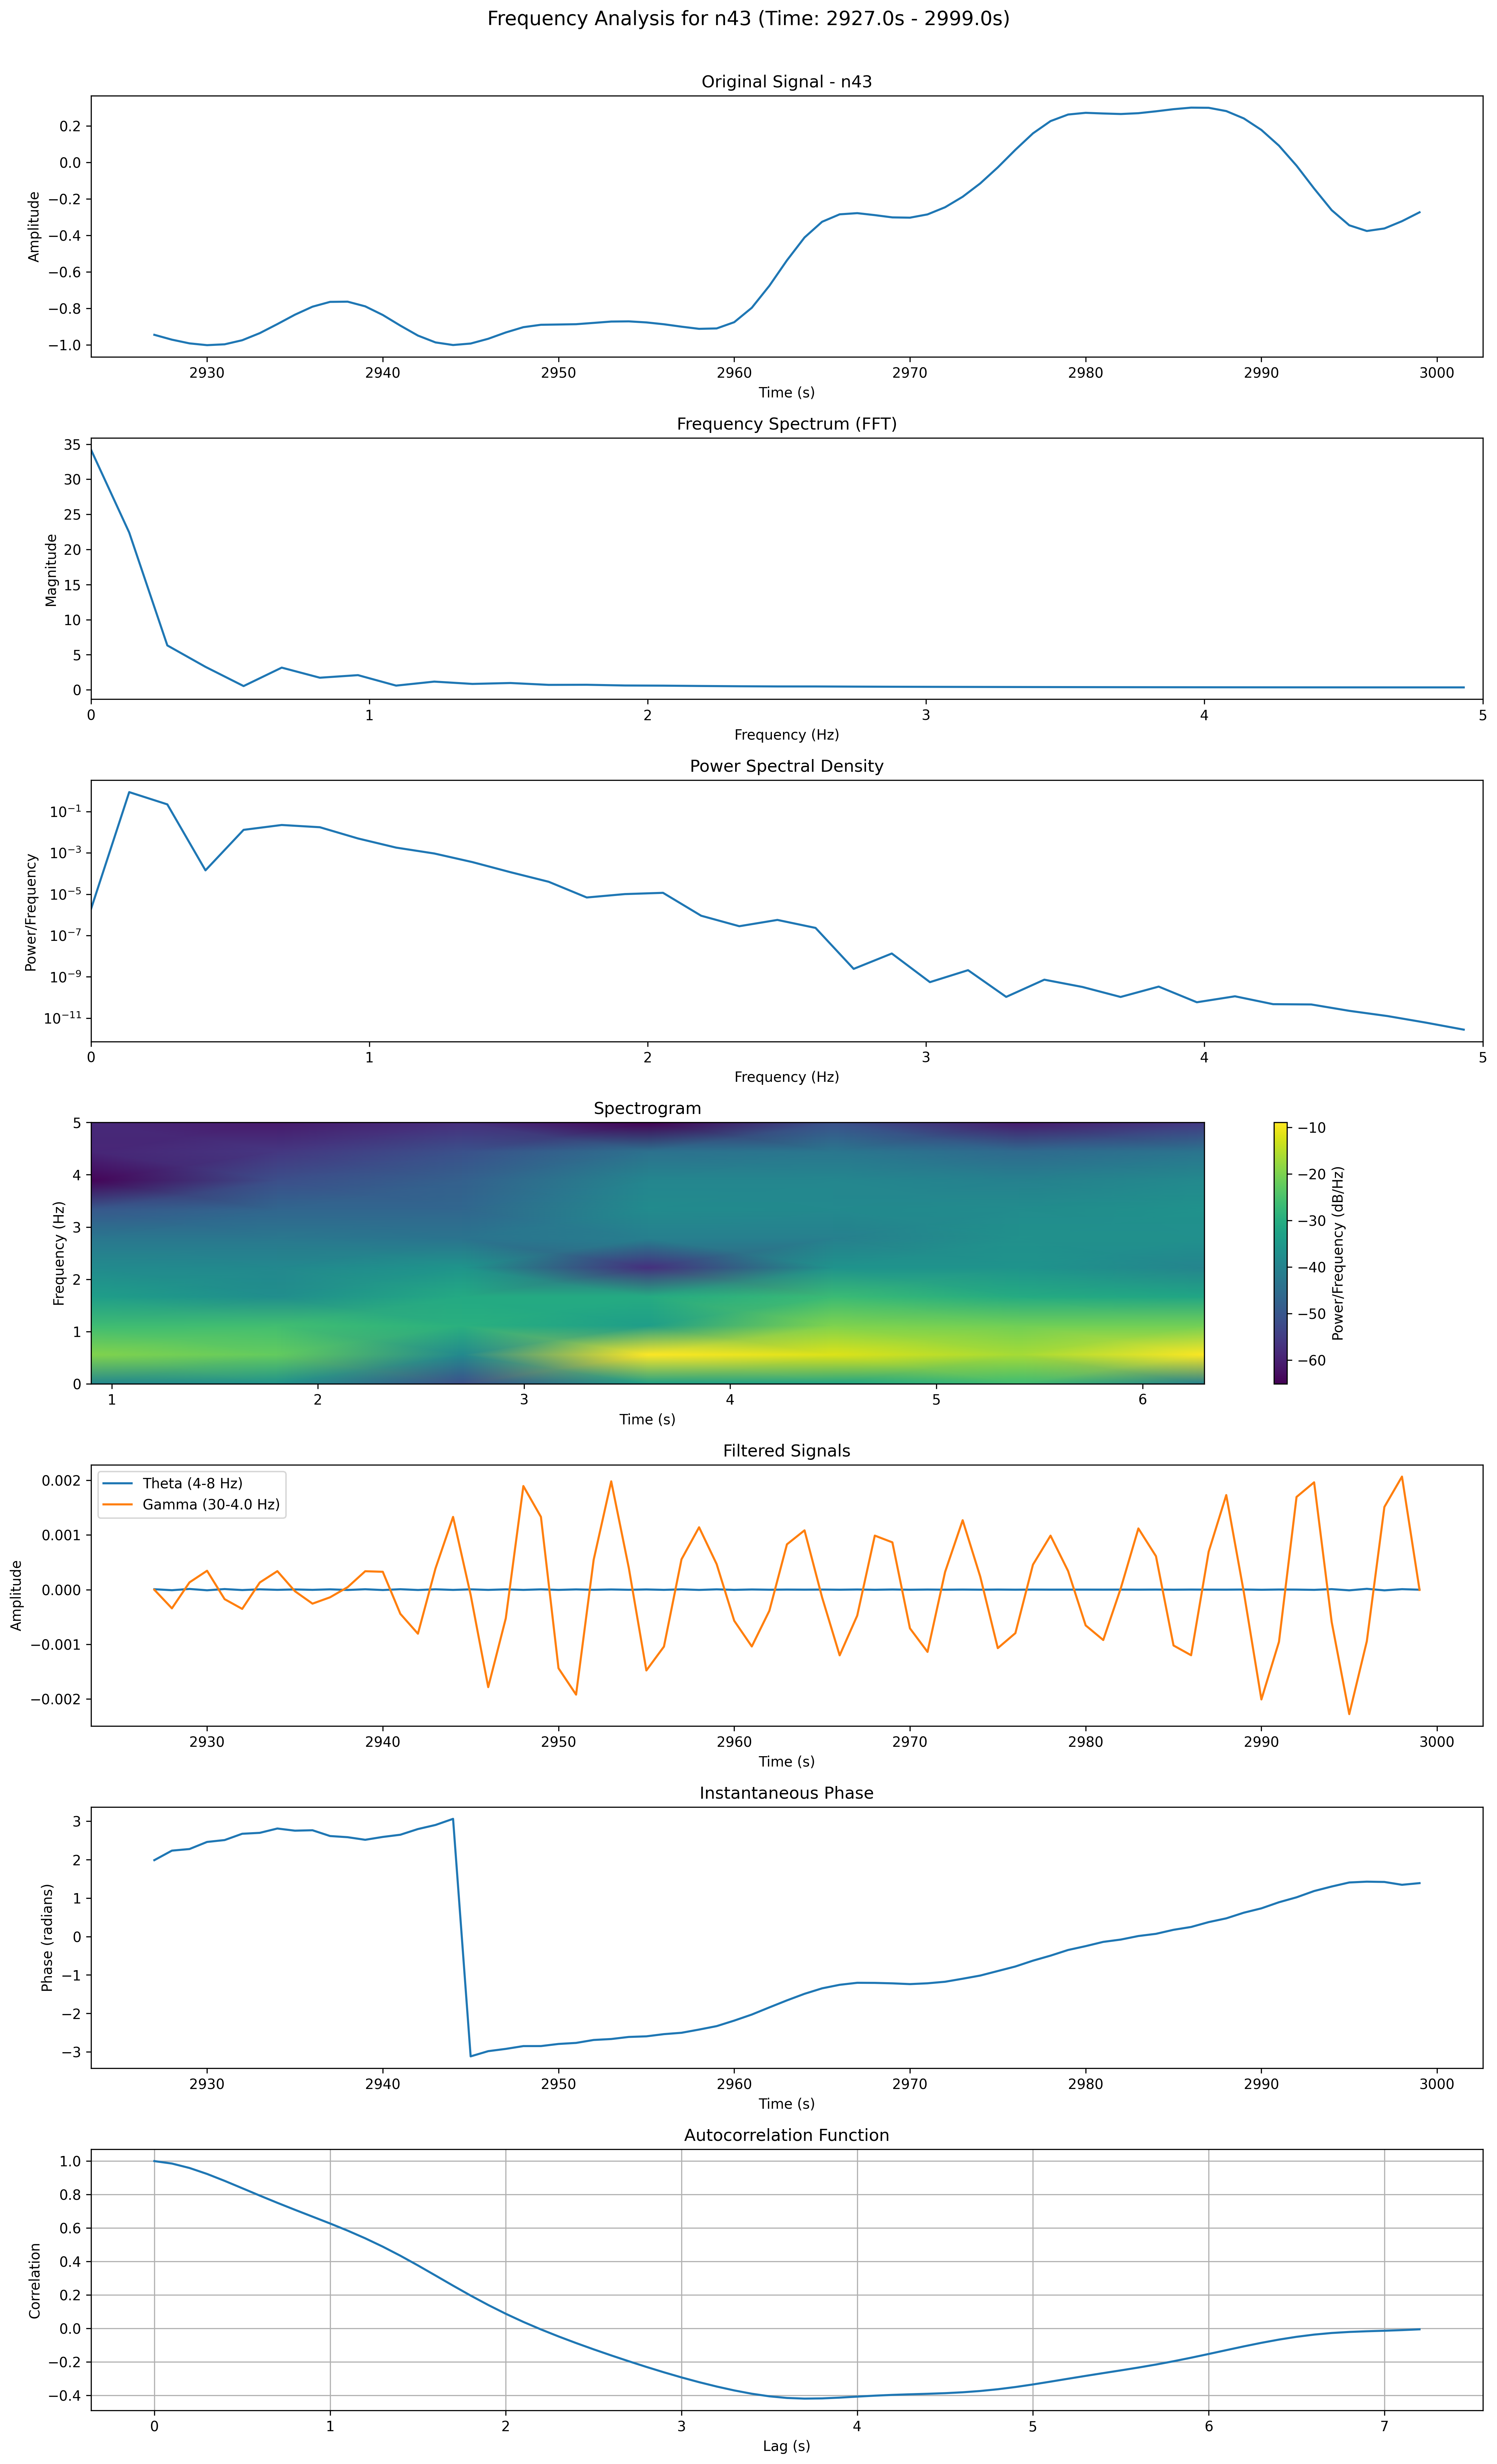 Frequency Analysis for n43 (Time: 2927.0s - 2999.0s)
Original Signal - n43
0.2
0.0
−0.2
−0.4
−0.6
−0.8
−1.0
Amplitude
2930 2940 2950 2960 2970 2980 2990 3000
Time (s)
Frequency Spectrum (FFT)
35
30
25
20
15
10
5
0
Magnitude
0 1 2 3 4 5
Frequency (Hz)
Power Spectral Density
10⁻¹
10⁻³
10⁻⁵
10⁻⁷
10⁻⁹
10⁻¹¹
Power/Frequency
0 1 2 3 4 5
Frequency (Hz)
Spectrogram
5
4
3
2
1
0
Frequency (Hz)
1 2 3 4 5 6
Time (s)
−10
−20
−30
−40
−50
−60
Power/Frequency (dB/Hz)
Filtered Signals
Theta (4-8 Hz)
Gamma (30-4.0 Hz)
0.002
0.001
0.000
−0.001
−0.002
Amplitude
2930 2940 2950 2960 2970 2980 2990 3000
Time (s)
Instantaneous Phase
3
2
1
0
−1
−2
−3
Phase (radians)
2930 2940 2950 2960 2970 2980 2990 3000
Time (s)
Autocorrelation Function
1.0
0.8
0.6
0.4
0.2
0.0
−0.2
−0.4
Correlation
0 1 2 3 4 5 6 7
Lag (s)